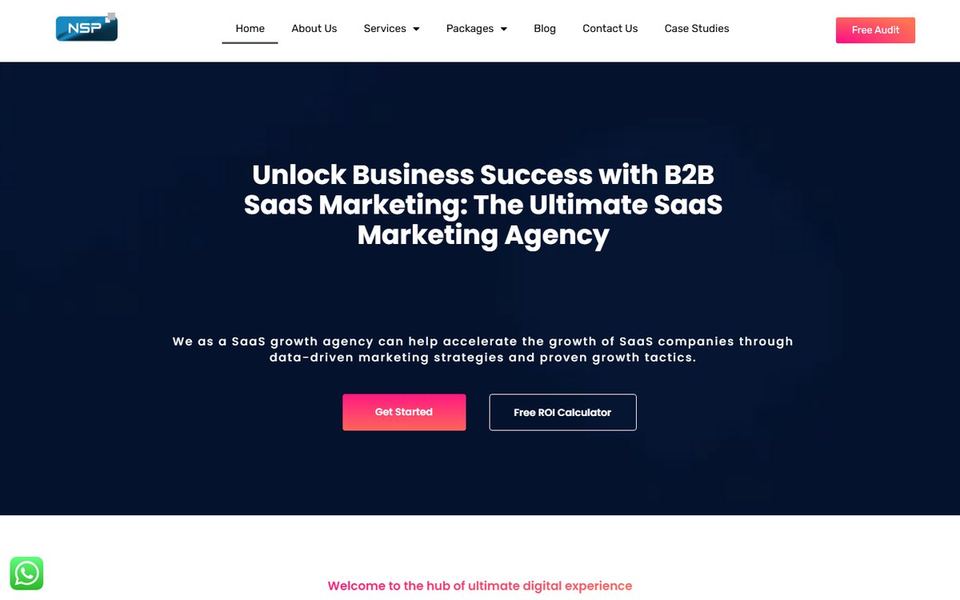 NSP
Home
About Us
Services
Packages
Blog
Contact Us
Case Studies
Free Audit
Unlock Business Success with B2B
SaaS Marketing: The Ultimate SaaS
Marketing Agency
We as a SaaS growth agency can help accelerate the growth of SaaS companies through
data-driven marketing strategies and proven growth tactics.
Get Started
Free ROI Calculator
Welcome to the hub of ultimate digital experience